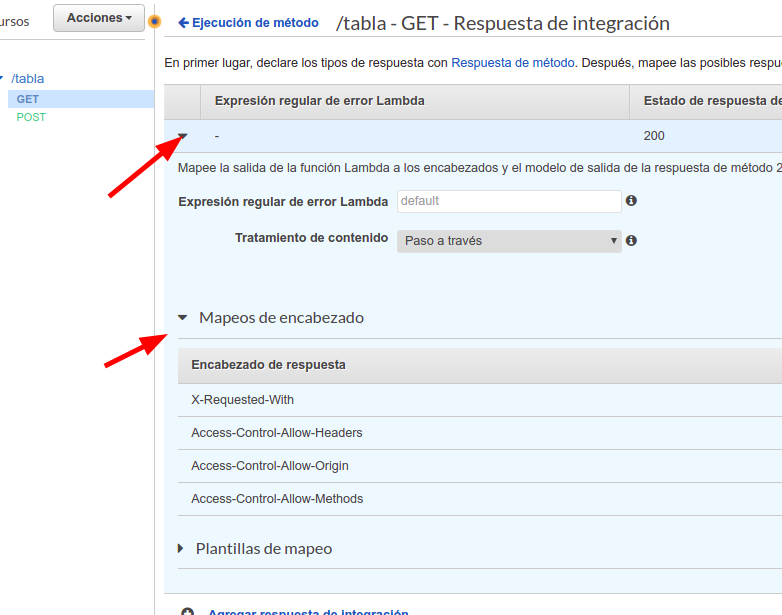 ursos
Acciones
Ejecución de método
/tabla - GET - Respuesta de integración
En primer lugar, declare los tipos de respuesta con Respuesta de método. Después, mapee las posibles respu
/tabla
GET
POST
Expresión regular de error Lambda
Estado de respuesta de
-
200
Mapee la salida de la función Lambda a los encabezados y el modelo de salida de la respuesta de método 2
Expresión regular de error Lambda
default
Tratamiento de contenido
Paso a través
Mapeos de encabezado
Encabezado de respuesta
X-Requested-With
Access-Control-Allow-Headers
Access-Control-Allow-Origin
Access-Control-Allow-Methods
Plantillas de mapeo
Agregar respuesta de integración